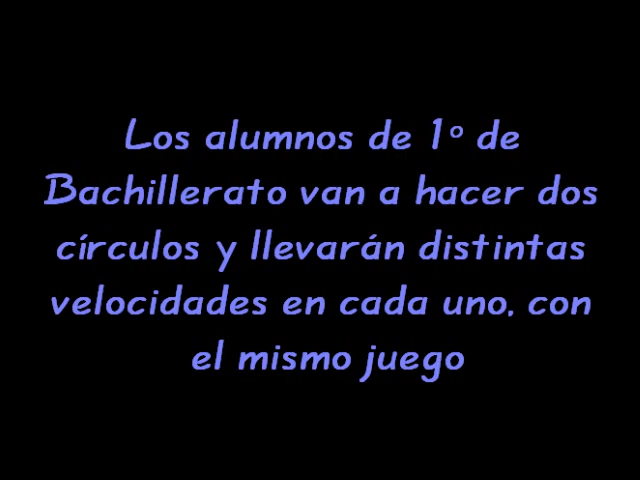 Los alumnos de 1º de
Bachillerato van a hacer dos
círculos y llevarán distintas
velocidades en cada uno, con
el mismo juego